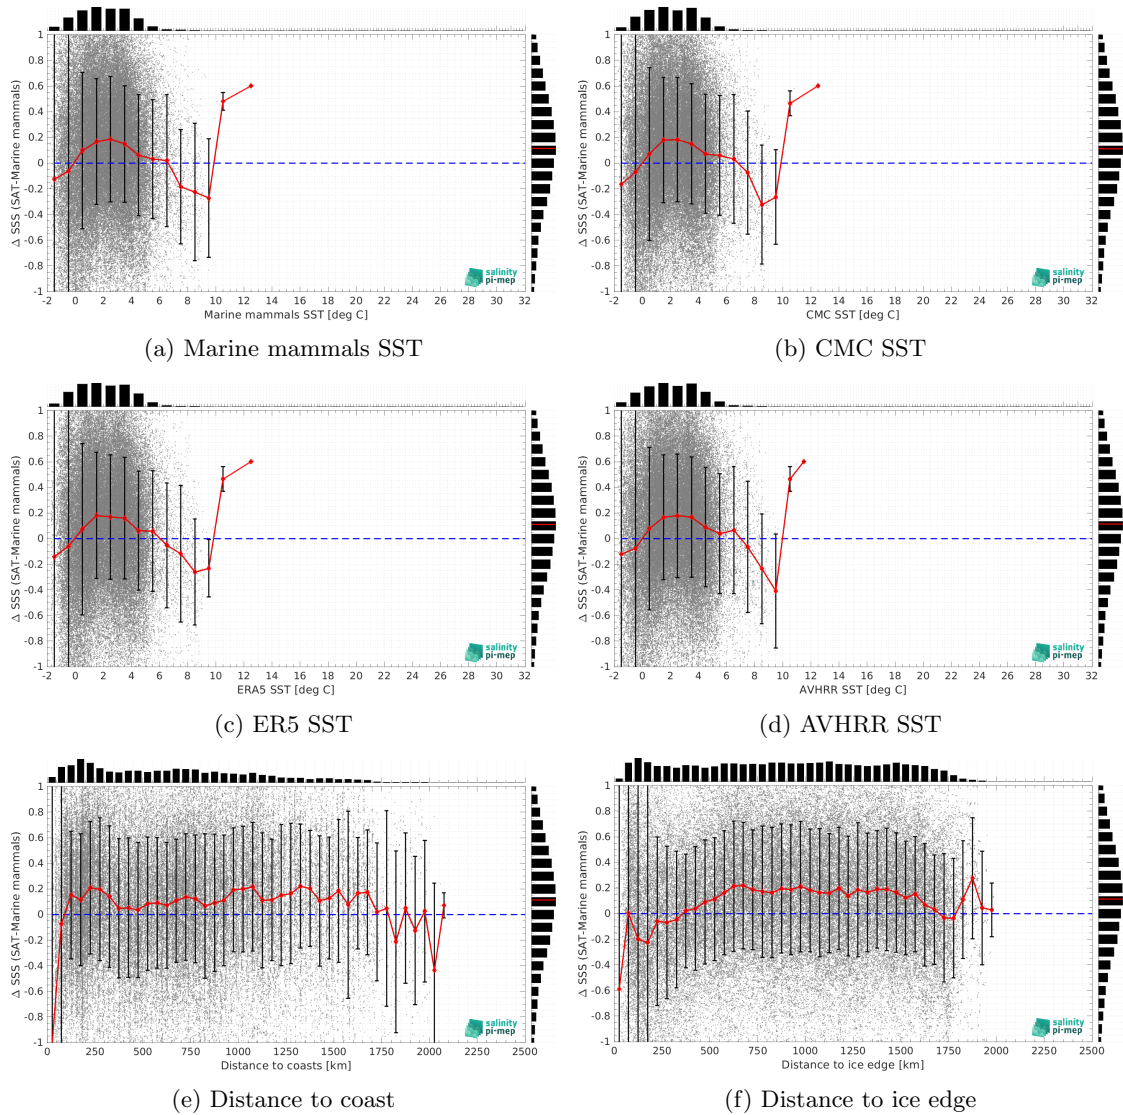 Δ SSS (SAT-Marine mammals)
1
0.8
0.6
0.4
0.2
0
-0.2
-0.4
-0.6
-0.8
-1
salinity
pi-mep
-2 0 2 4 6 8 10 12 14 16 18 20 22 24 26 28 30 32
Marine mammals SST [deg C]
(a) Marine mammals SST
Δ SSS (SAT-Marine mammals)
1
0.8
0.6
0.4
0.2
0
-0.2
-0.4
-0.6
-0.8
-1
salinity
pi-mep
-2 0 2 4 6 8 10 12 14 16 18 20 22 24 26 28 30 32
CMC SST [deg C]
(b) CMC SST
Δ SSS (SAT-Marine mammals)
1
0.8
0.6
0.4
0.2
0
-0.2
-0.4
-0.6
-0.8
-1
salinity
pi-mep
-2 0 2 4 6 8 10 12 14 16 18 20 22 24 26 28 30 32
ERA5 SST [deg C]
(c) ER5 SST
Δ SSS (SAT-Marine mammals)
1
0.8
0.6
0.4
0.2
0
-0.2
-0.4
-0.6
-0.8
-1
salinity
pi-mep
-2 0 2 4 6 8 10 12 14 16 18 20 22 24 26 28 30 32
AVHRR SST [deg C]
(d) AVHRR SST
Δ SSS (SAT-Marine mammals)
1
0.8
0.6
0.4
0.2
0
-0.2
-0.4
-0.6
-0.8
-1
salinity
pi-mep
0 250 500 750 1000 1250 1500 1750 2000 2250 2500
Distance to coasts [km]
(e) Distance to coast
Δ SSS (SAT-Marine mammals)
1
0.8
0.6
0.4
0.2
0
-0.2
-0.4
-0.6
-0.8
-1
salinity
pi-mep
0 250 500 750 1000 1250 1500 1750 2000 2250 2500
Distance to ice edge [km]
(f) Distance to ice edge